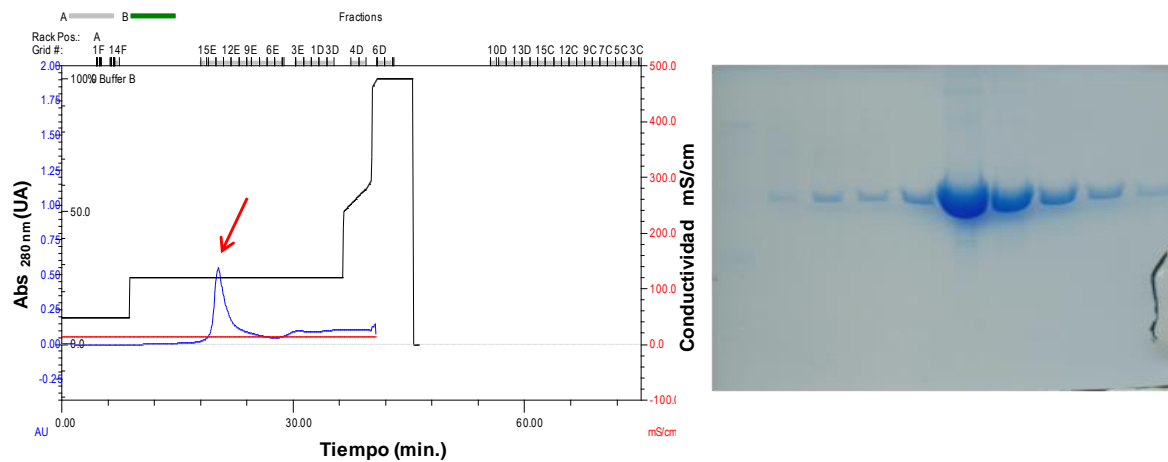 A B Fractions
Rack Pos.: A
Grid #: 1F 14F 15E 12E 9E 6E 3E 1D 3D 4D 6D 10D 13D 15C 12C 9C 7C 5C 3C
2.00 100% Buffer B 500.0
1.75
1.50 400.0
1.25 300.0
1.00 50.0
0.75 200.0
0.50 100.0
0.25
0.00 0.0 0.0
-0.25
-100.0
AU 0.00 30.00 60.00 mS/cm
Tiempo (min.)
Abs 280 nm (UA)
Conductividad mS/cm